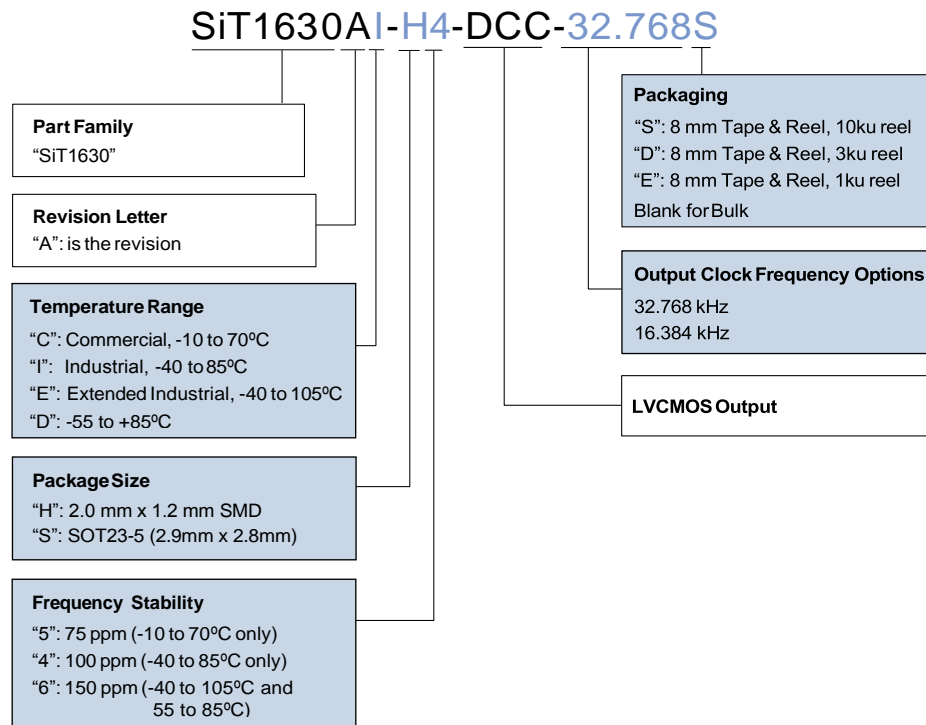 SiT1630AI-H4-DCC-32.768S
Part Family
“SiT1630”
Revision Letter
“A”: is the revision
Temperature Range
“C”: Commercial, -10 to 70ºC
“I”: Industrial, -40 to 85ºC
“E”: Extended Industrial, -40 to 105ºC
“D”: -55 to +85ºC
Package Size
“H”: 2.0 mm x 1.2 mm SMD
“S”: SOT23-5 (2.9mm x 2.8mm)
Frequency Stability
“5”: 75 ppm (-10 to 70ºC only)
“4”: 100 ppm (-40 to 85ºC only)
“6”: 150 ppm (-40 to 105ºC and
55 to 85ºC)
Packaging
“S”: 8 mm Tape & Reel, 10ku reel
“D”: 8 mm Tape & Reel, 3ku reel
“E”: 8 mm Tape & Reel, 1ku reel
Blank for Bulk
Output Clock Frequency Options
32.768 kHz
16.384 kHz
LVCMOS Output